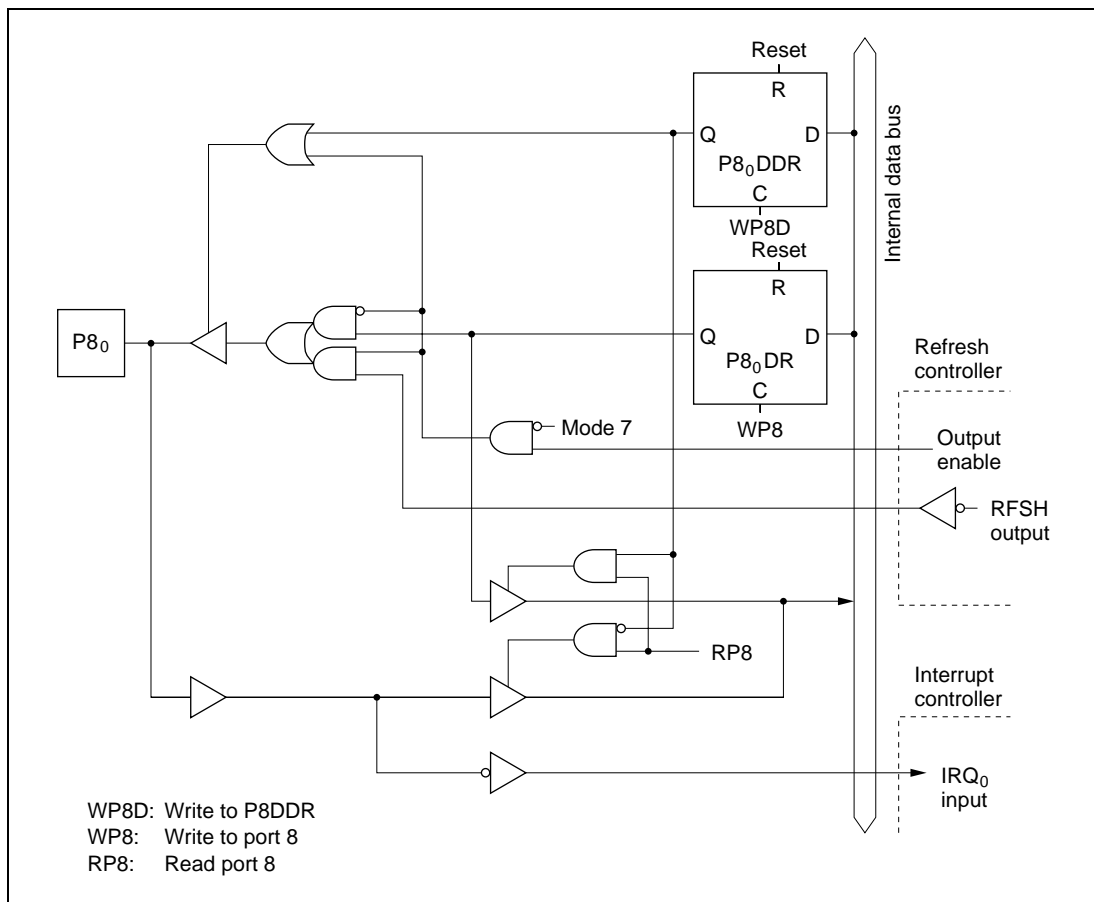 Reset
R
Q D
P8₀DDR
C
WP8D
Internal data bus
Reset
R
P8₀
Q D
P8₀DR
C
WP8
Refresh
controller
Mode 7
Output
enable
RFSH
output
RP8
Interrupt
controller
IRQ₀
input
WP8D: Write to P8DDR
WP8: Write to port 8
RP8: Read port 8